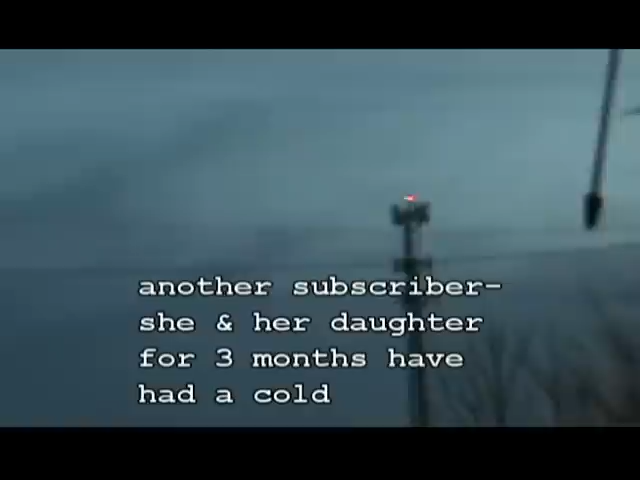 another subscriber-
she & her daughter
for 3 months have
had a cold